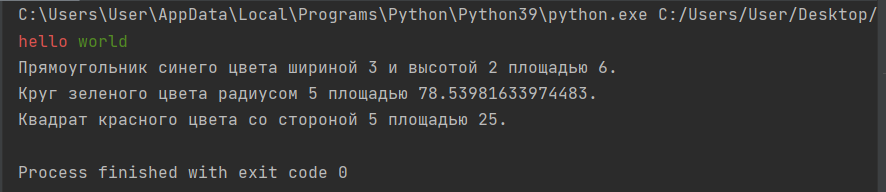 C:\Users\User\AppData\Local\Programs\Python\Python39\python.exe C:/Users/User/Desktop/
hello world
Прямоугольник синего цвета шириной 3 и высотой 2 площадью 6.
Круг зеленого цвета радиусом 5 площадью 78.53981633974483.
Квадрат красного цвета со стороной 5 площадью 25.
Process finished with exit code 0